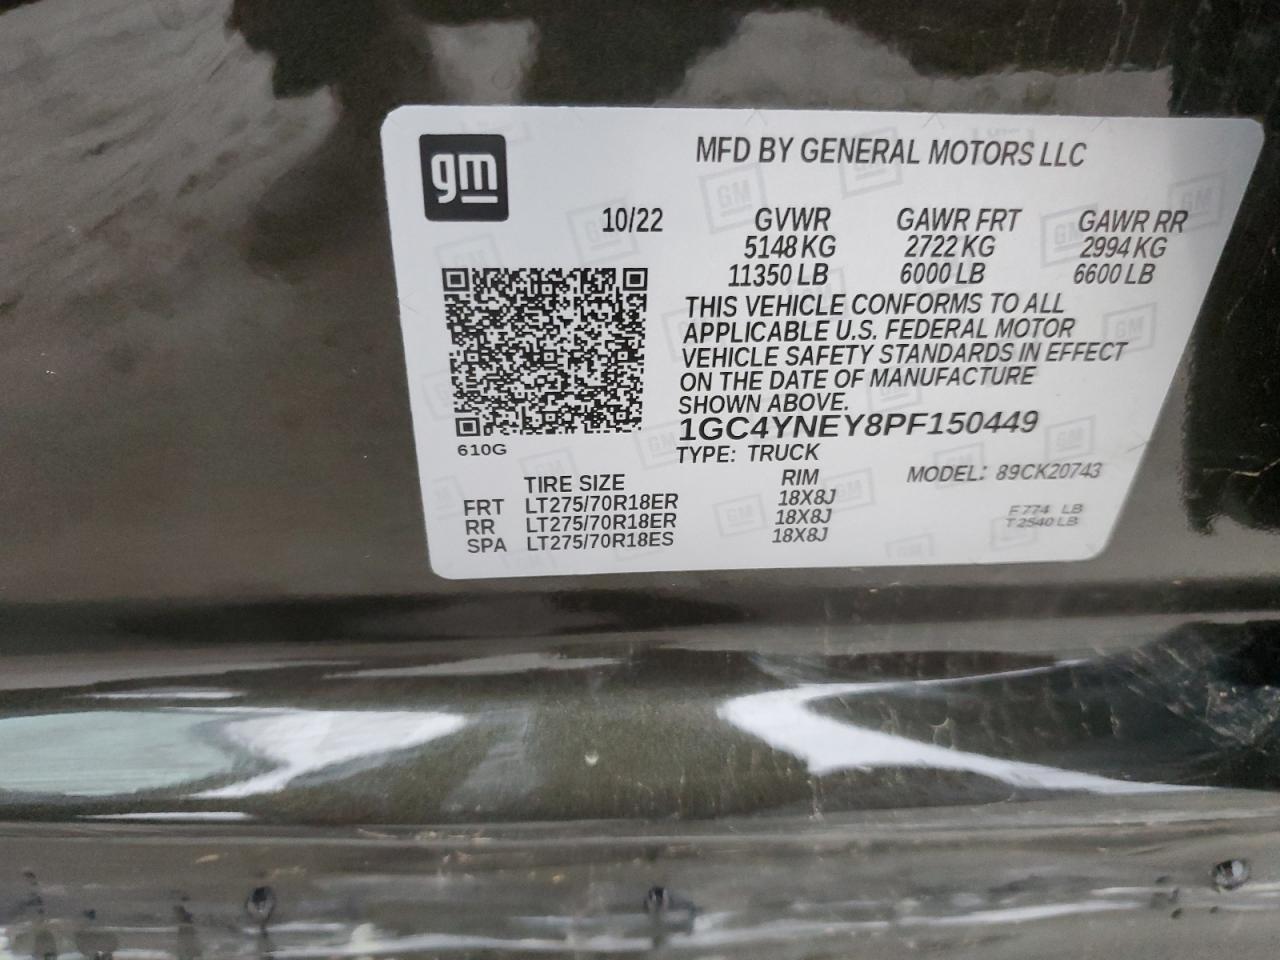 gm
MFD BY GENERAL MOTORS LLC
10/22 GVWR GAWR FRT GAWR RR
5148 KG 2722 KG 2994 KG
11350 LB 6000 LB 6600 LB
THIS VEHICLE CONFORMS TO ALL
APPLICABLE U.S. FEDERAL MOTOR
VEHICLE SAFETY STANDARDS IN EFFECT
ON THE DATE OF MANUFACTURE
SHOWN ABOVE.
1GC4YNEY8PF150449
610G
TYPE: TRUCK
TIRE SIZE RIM MODEL: 89CK20743
FRT LT275/70R18ER 18X8J
RR LT275/70R18ER 18X8J
SPA LT275/70R18ES 18X8J
F 774 LB
T 2540 LB